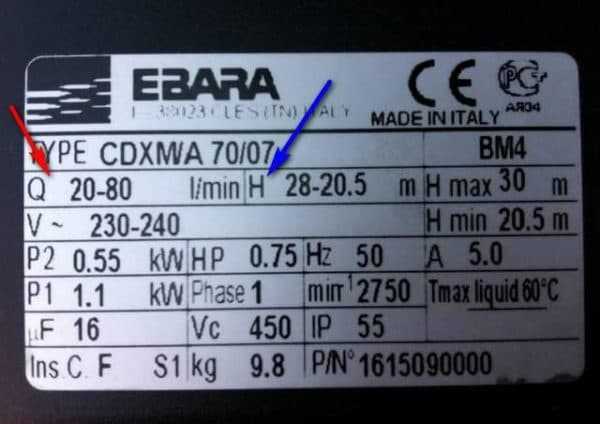 EBARA
I - 38023 CLES (TN) ITALY
CE PC
АЯ04
MADE IN ITALY
TYPE CDXM/A 70/07 BM4
Q 20-80 l/min H 28-20.5 m H max 30 m
V ~ 230-240 H min 20.5 m
P2 0.55 kW HP 0.75 Hz 50 A 5.0
P1 1.1 kW Phase 1 min⁻¹ 2750 Tmax liquid 60°C
µF 16 Vc 450 IP 55
Ins.C. F S1 kg 9.8 P/N° 1615090000